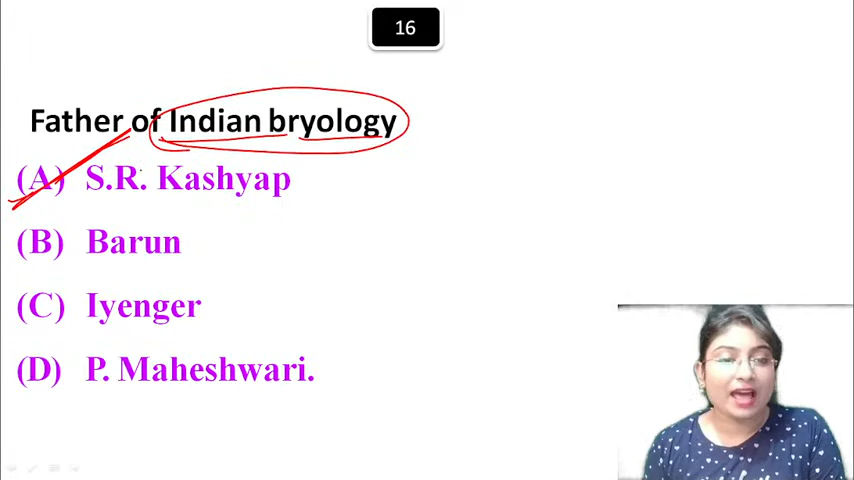 16
Father of Indian bryology
(A) S.R. Kashyap
(B) Barun
(C) Iyenger
(D) P. Maheshwari.